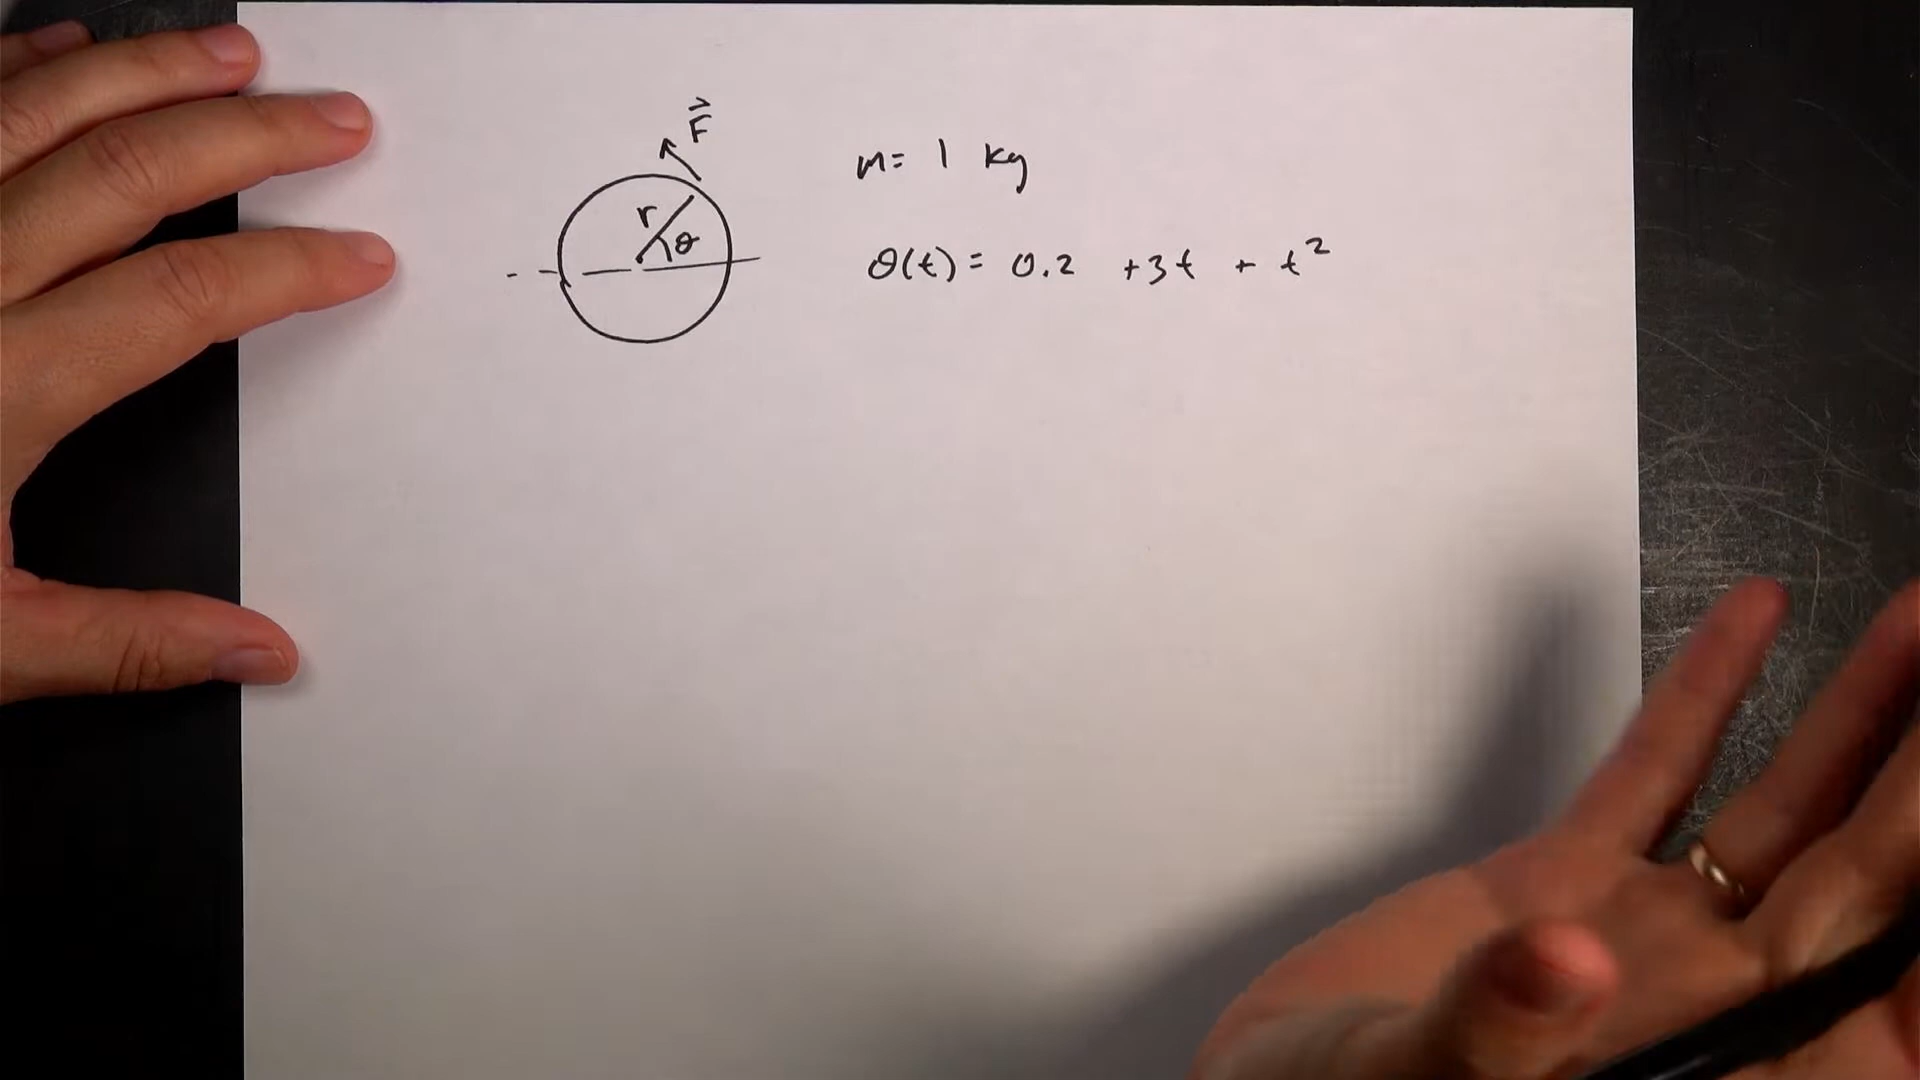 F⃗
r
θ
m= 1 kg
θ(t) = 0.2 +3t + t²